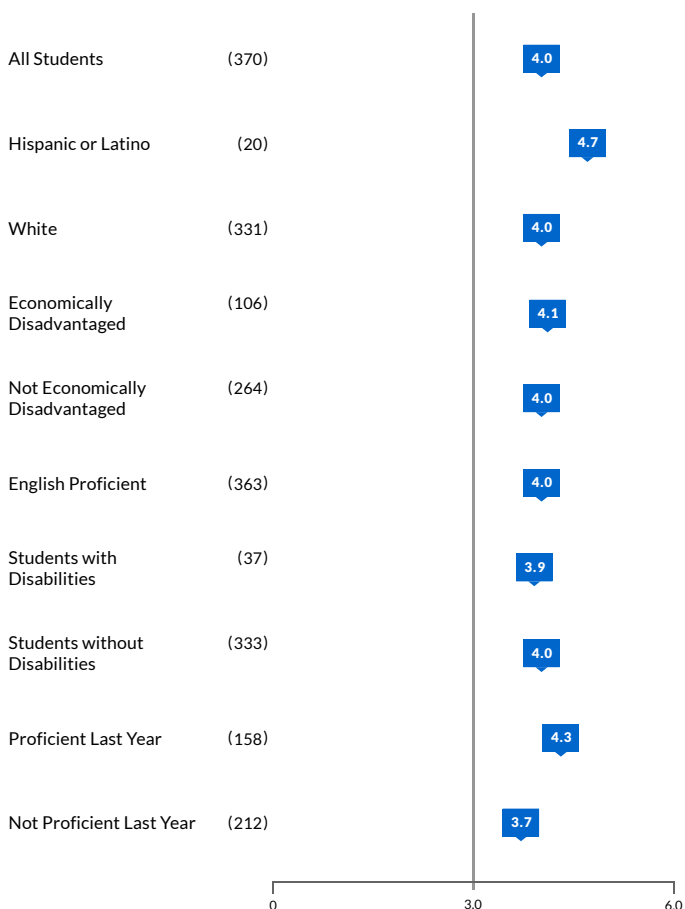 All Students (370) 4.0
Hispanic or Latino (20) 4.7
White (331) 4.0
Economically (106)
Disadvantaged 4.1
Not Economically (264)
Disadvantaged 4.0
English Proficient (363) 4.0
Students with (37)
Disabilities 3.9
Students without (333)
Disabilities 4.0
Proficient Last Year (158) 4.3
Not Proficient Last Year (212) 3.7
0 3.0 6.0